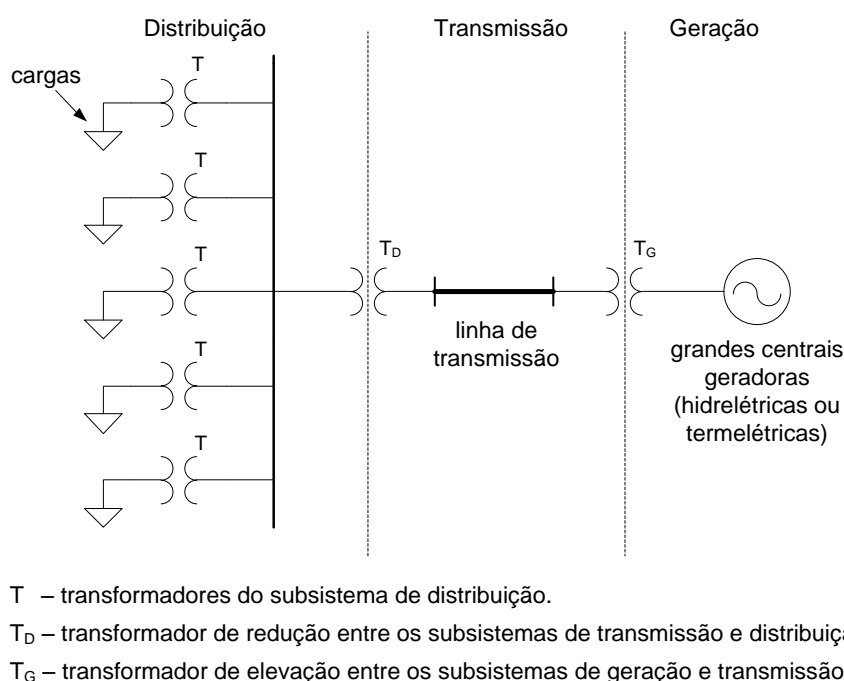 Distribuição
Transmissão
Geração
cargas
T
T
T
T
T
T_D
T_G
linha de
transmissão
grandes centrais
geradoras
(hidrelétricas ou
termelétricas)
T – transformadores do subsistema de distribuição.
T_D – transformador de redução entre os subsistemas de transmissão e
T_G – transformador de elevação entre os subsistemas de geração e transmissão